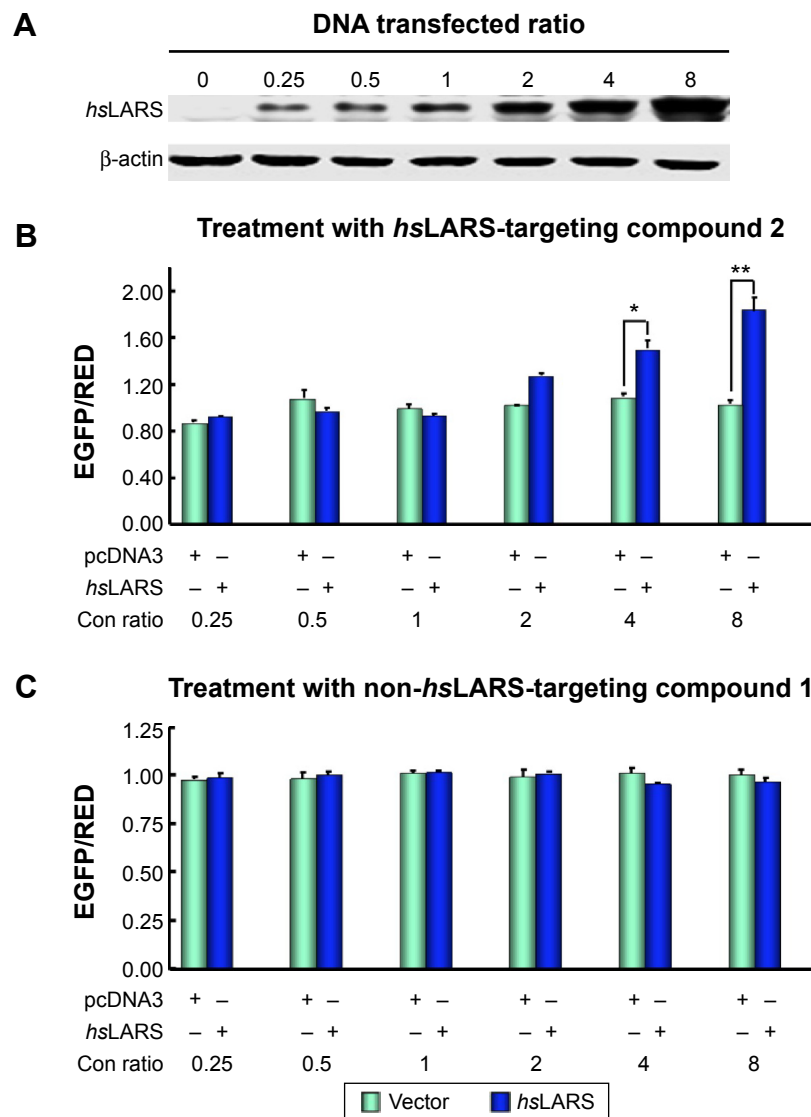 A
DNA transfected ratio
0 0.25 0.5 1 2 4 8
hsLARS
β-actin
B
Treatment with hsLARS-targeting compound 2
EGFP/RED
2.00
1.60
1.20
0.80
0.40
0.00
*
**
pcDNA3 + – + – + – + – + – + –
hsLARS – + – + – + – + – + – +
Con ratio 0.25 0.5 1 2 4 8
C
Treatment with non-hsLARS-targeting compound 1
EGFP/RED
1.25
1.00
0.75
0.50
0.25
0.00
pcDNA3 + – + – + – + – + – + –
hsLARS – + – + – + – + – + – +
Con ratio 0.25 0.5 1 2 4 8
Vector hsLARS